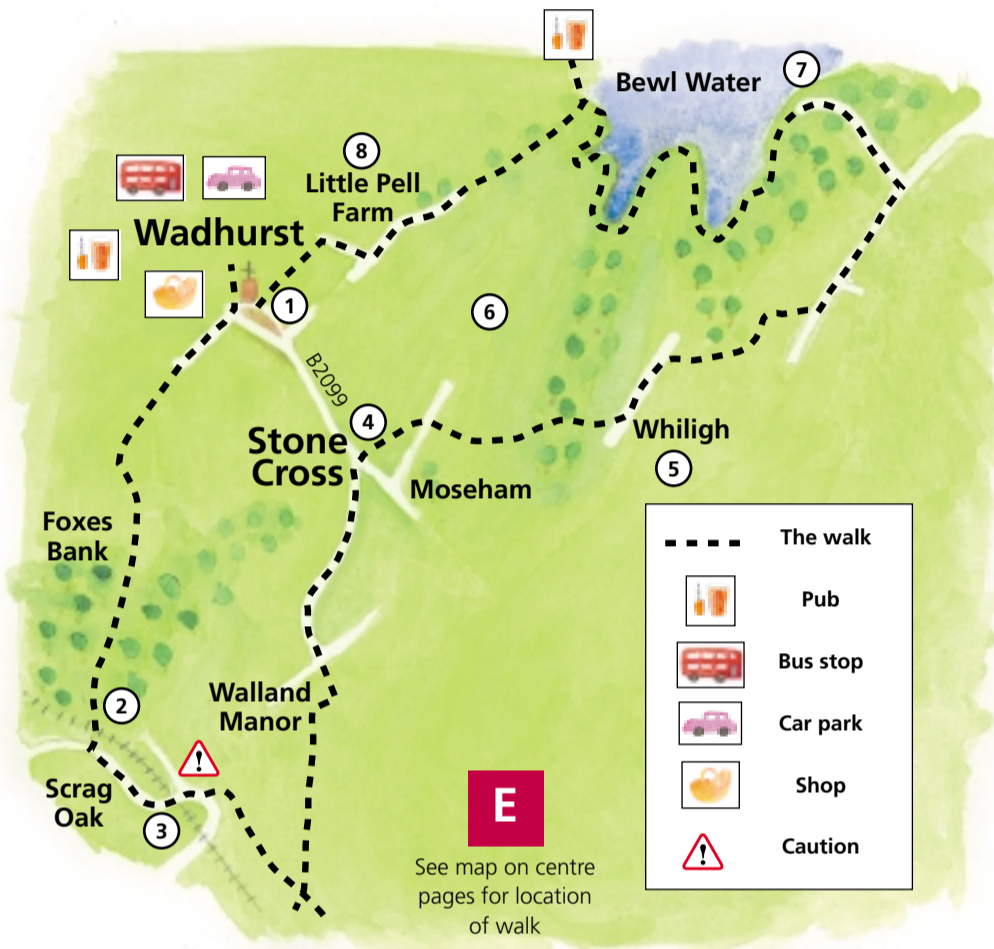 Bewl Water
7
8
Little Pell
Farm
Wadhurst
1
6
B2099
4
Stone
Cross
Whiligh
5
Moseham
Foxes
Bank
2
Walland
Manor
!
Scrag
Oak
3
E
See map on centre
pages for location
of walk
The walk
Pub
Bus stop
Car park
Shop
!
Caution